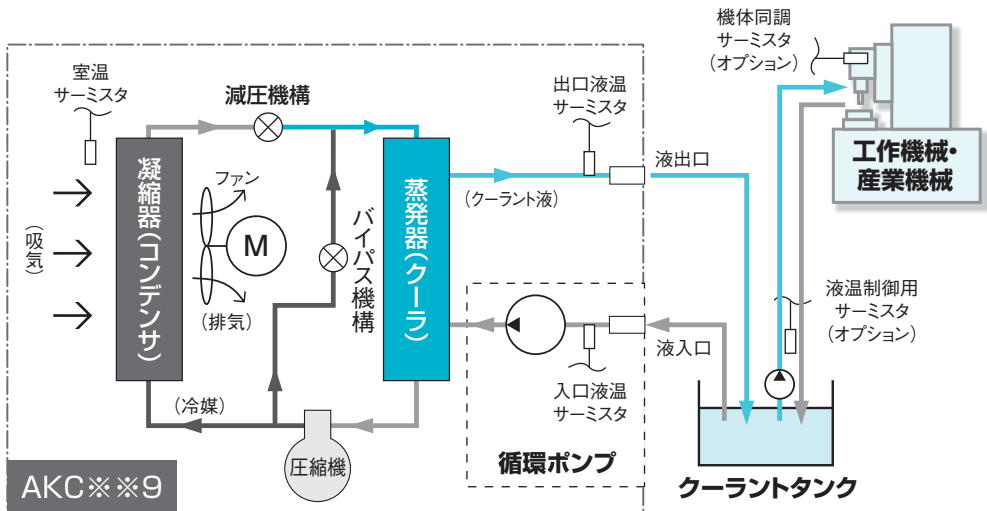 機体同調
サーミスタ
（オプション）
室温
サーミスタ
減圧機構
出口液温
サーミスタ
工作機械・
産業機械
液出口
（クーラント液）
凝縮器（コンデンサ）
ファン
M
バイパス機構
蒸発器（クーラ）
（吸気）
（排気）
液温制御用
サーミスタ
（オプション）
液入口
入口液温
サーミスタ
（冷媒）
圧縮機
循環ポンプ
クーラントタンク
AKC※※9